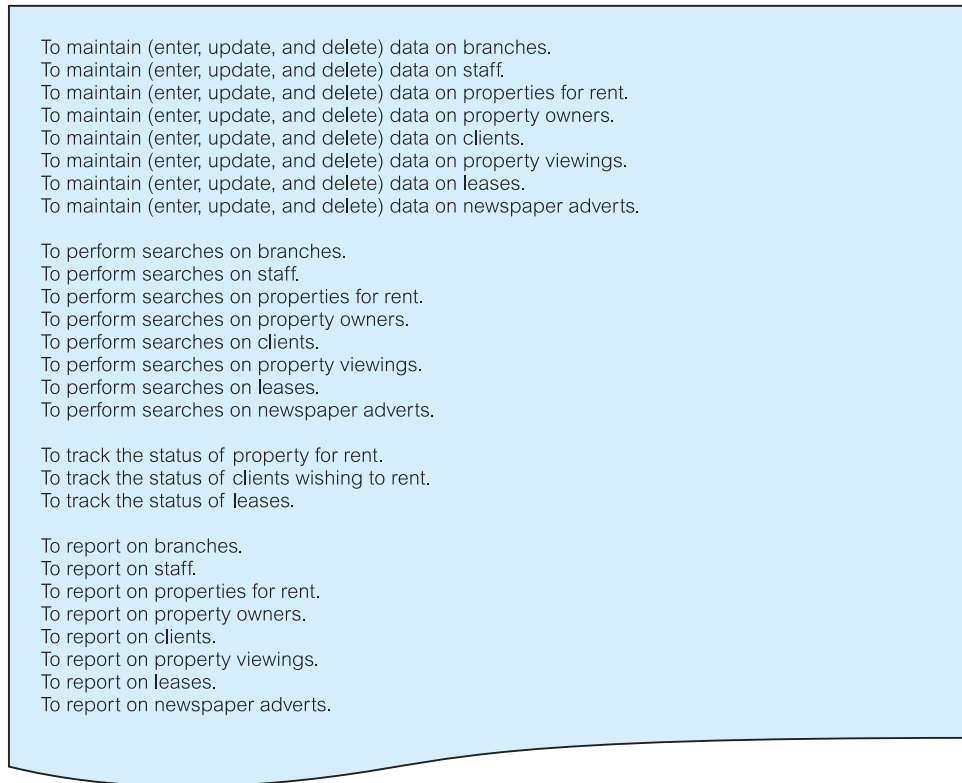 To maintain (enter, update, and delete) data on branches.
To maintain (enter, update, and delete) data on staff.
To maintain (enter, update, and delete) data on properties for rent.
To maintain (enter, update, and delete) data on property owners.
To maintain (enter, update, and delete) data on clients.
To maintain (enter, update, and delete) data on property viewings.
To maintain (enter, update, and delete) data on leases.
To maintain (enter, update, and delete) data on newspaper adverts.
To perform searches on branches.
To perform searches on staff.
To perform searches on properties for rent.
To perform searches on property owners.
To perform searches on clients.
To perform searches on property viewings.
To perform searches on leases.
To perform searches on newspaper adverts.
To track the status of property for rent.
To track the status of clients wishing to rent.
To track the status of leases.
To report on branches.
To report on staff.
To report on properties for rent.
To report on property owners.
To report on clients.
To report on property viewings.
To report on leases.
To report on newspaper adverts.